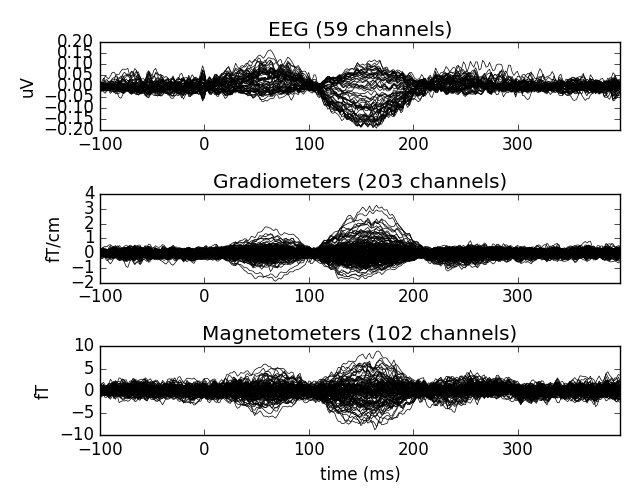 EEG (59 channels)
0.20
0.15
0.10
0.05
0.00
−0.05
−0.10
−0.15
−0.20
uV
−100 0 100 200 300
Gradiometers (203 channels)
4
3
2
1
0
−1
−2
fT/cm
−100 0 100 200 300
Magnetometers (102 channels)
10
5
0
−5
−10
fT
−100 0 100 200 300
time (ms)